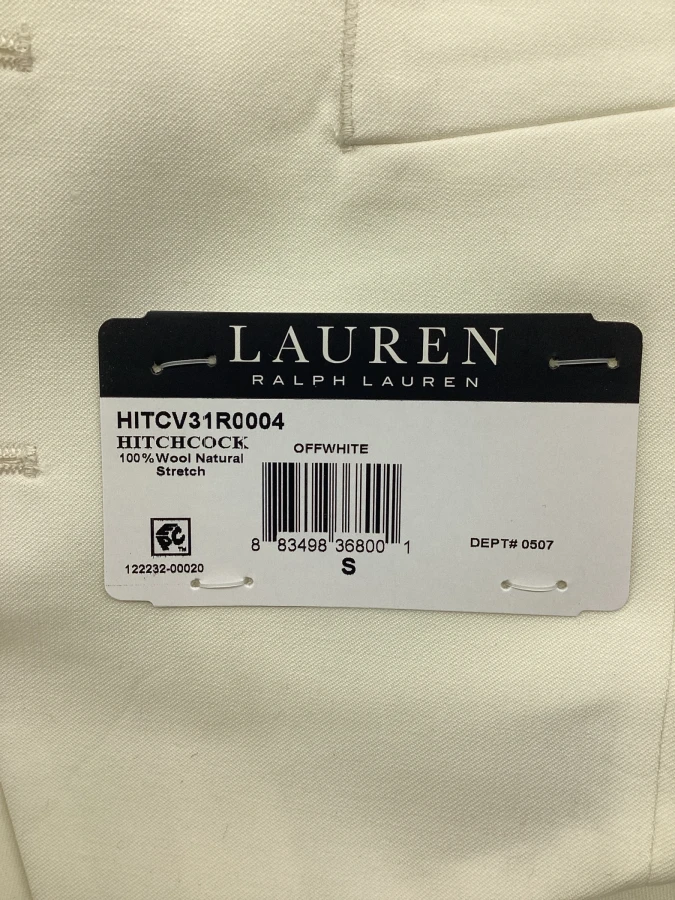 LAUREN
RALPH LAUREN
HITCV31R0004
HITCHCOCK
OFFWHITE
100% Wool Natural
Stretch
8 83498 36800 1
DEPT# 0507
122232-00020
S